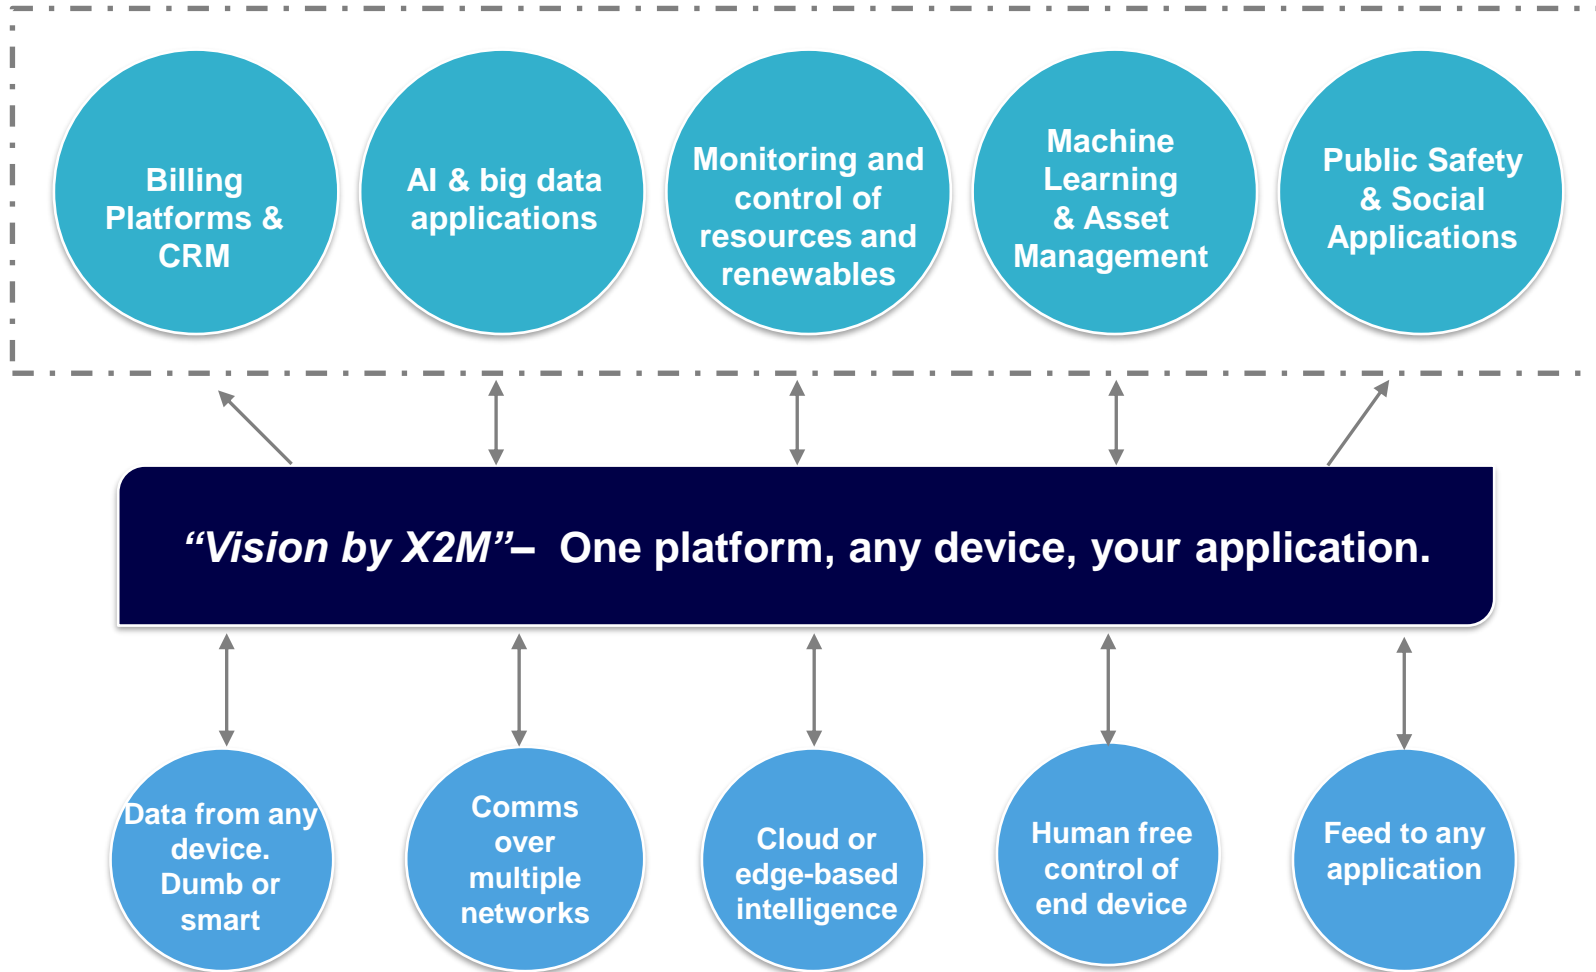 Billing
Platforms &
CRM
AI & big data
applications
Monitoring and
control of
resources and
renewables
Machine
Learning
& Asset
Management
Public Safety
& Social
Applications
“Vision by X2M”–  One platform, any device, your application.
Data from any
device.
Dumb or
smart
Comms
over
multiple
networks
Cloud or
edge-based
intelligence
Human free
control of
end device
Feed to any
application